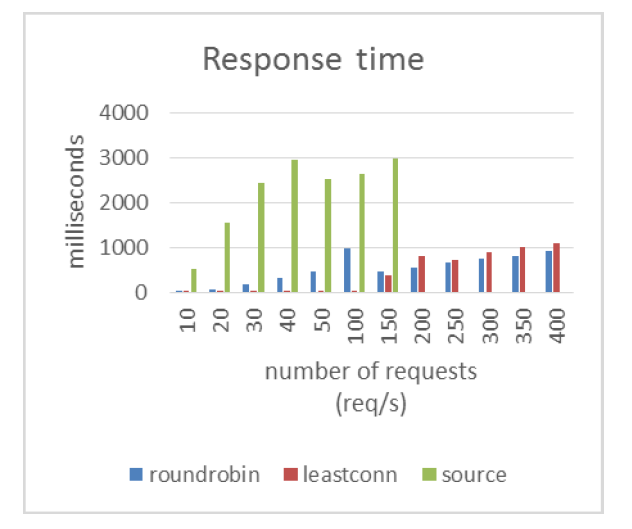 Response time
4000
3000
2000
1000
0
milliseconds
10 20 30 40 50 100 150 200 250 300 350 400
number of requests
(req/s)
roundrobin leastconn source